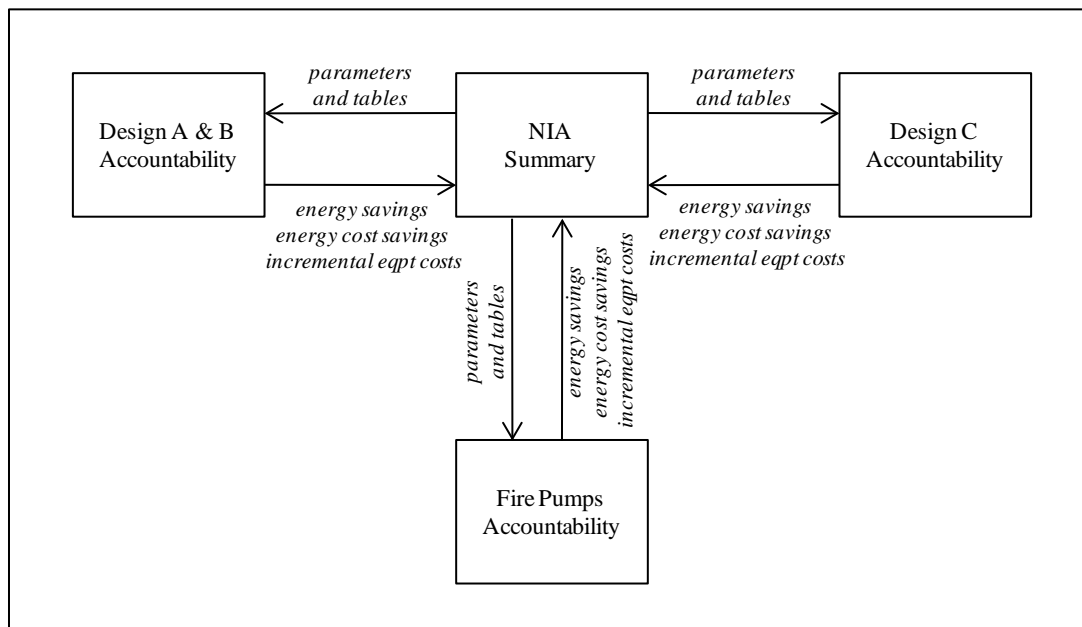 parameters
and tables
Design A & B
Accountability
energy savings
energy cost savings
incremental eqpt costs
NIA
Summary
parameters
and tables
Design C
Accountability
energy savings
energy cost savings
incremental eqpt costs
parameters
and tables
energy savings
energy cost savings
incremental eqpt costs
Fire Pumps
Accountability